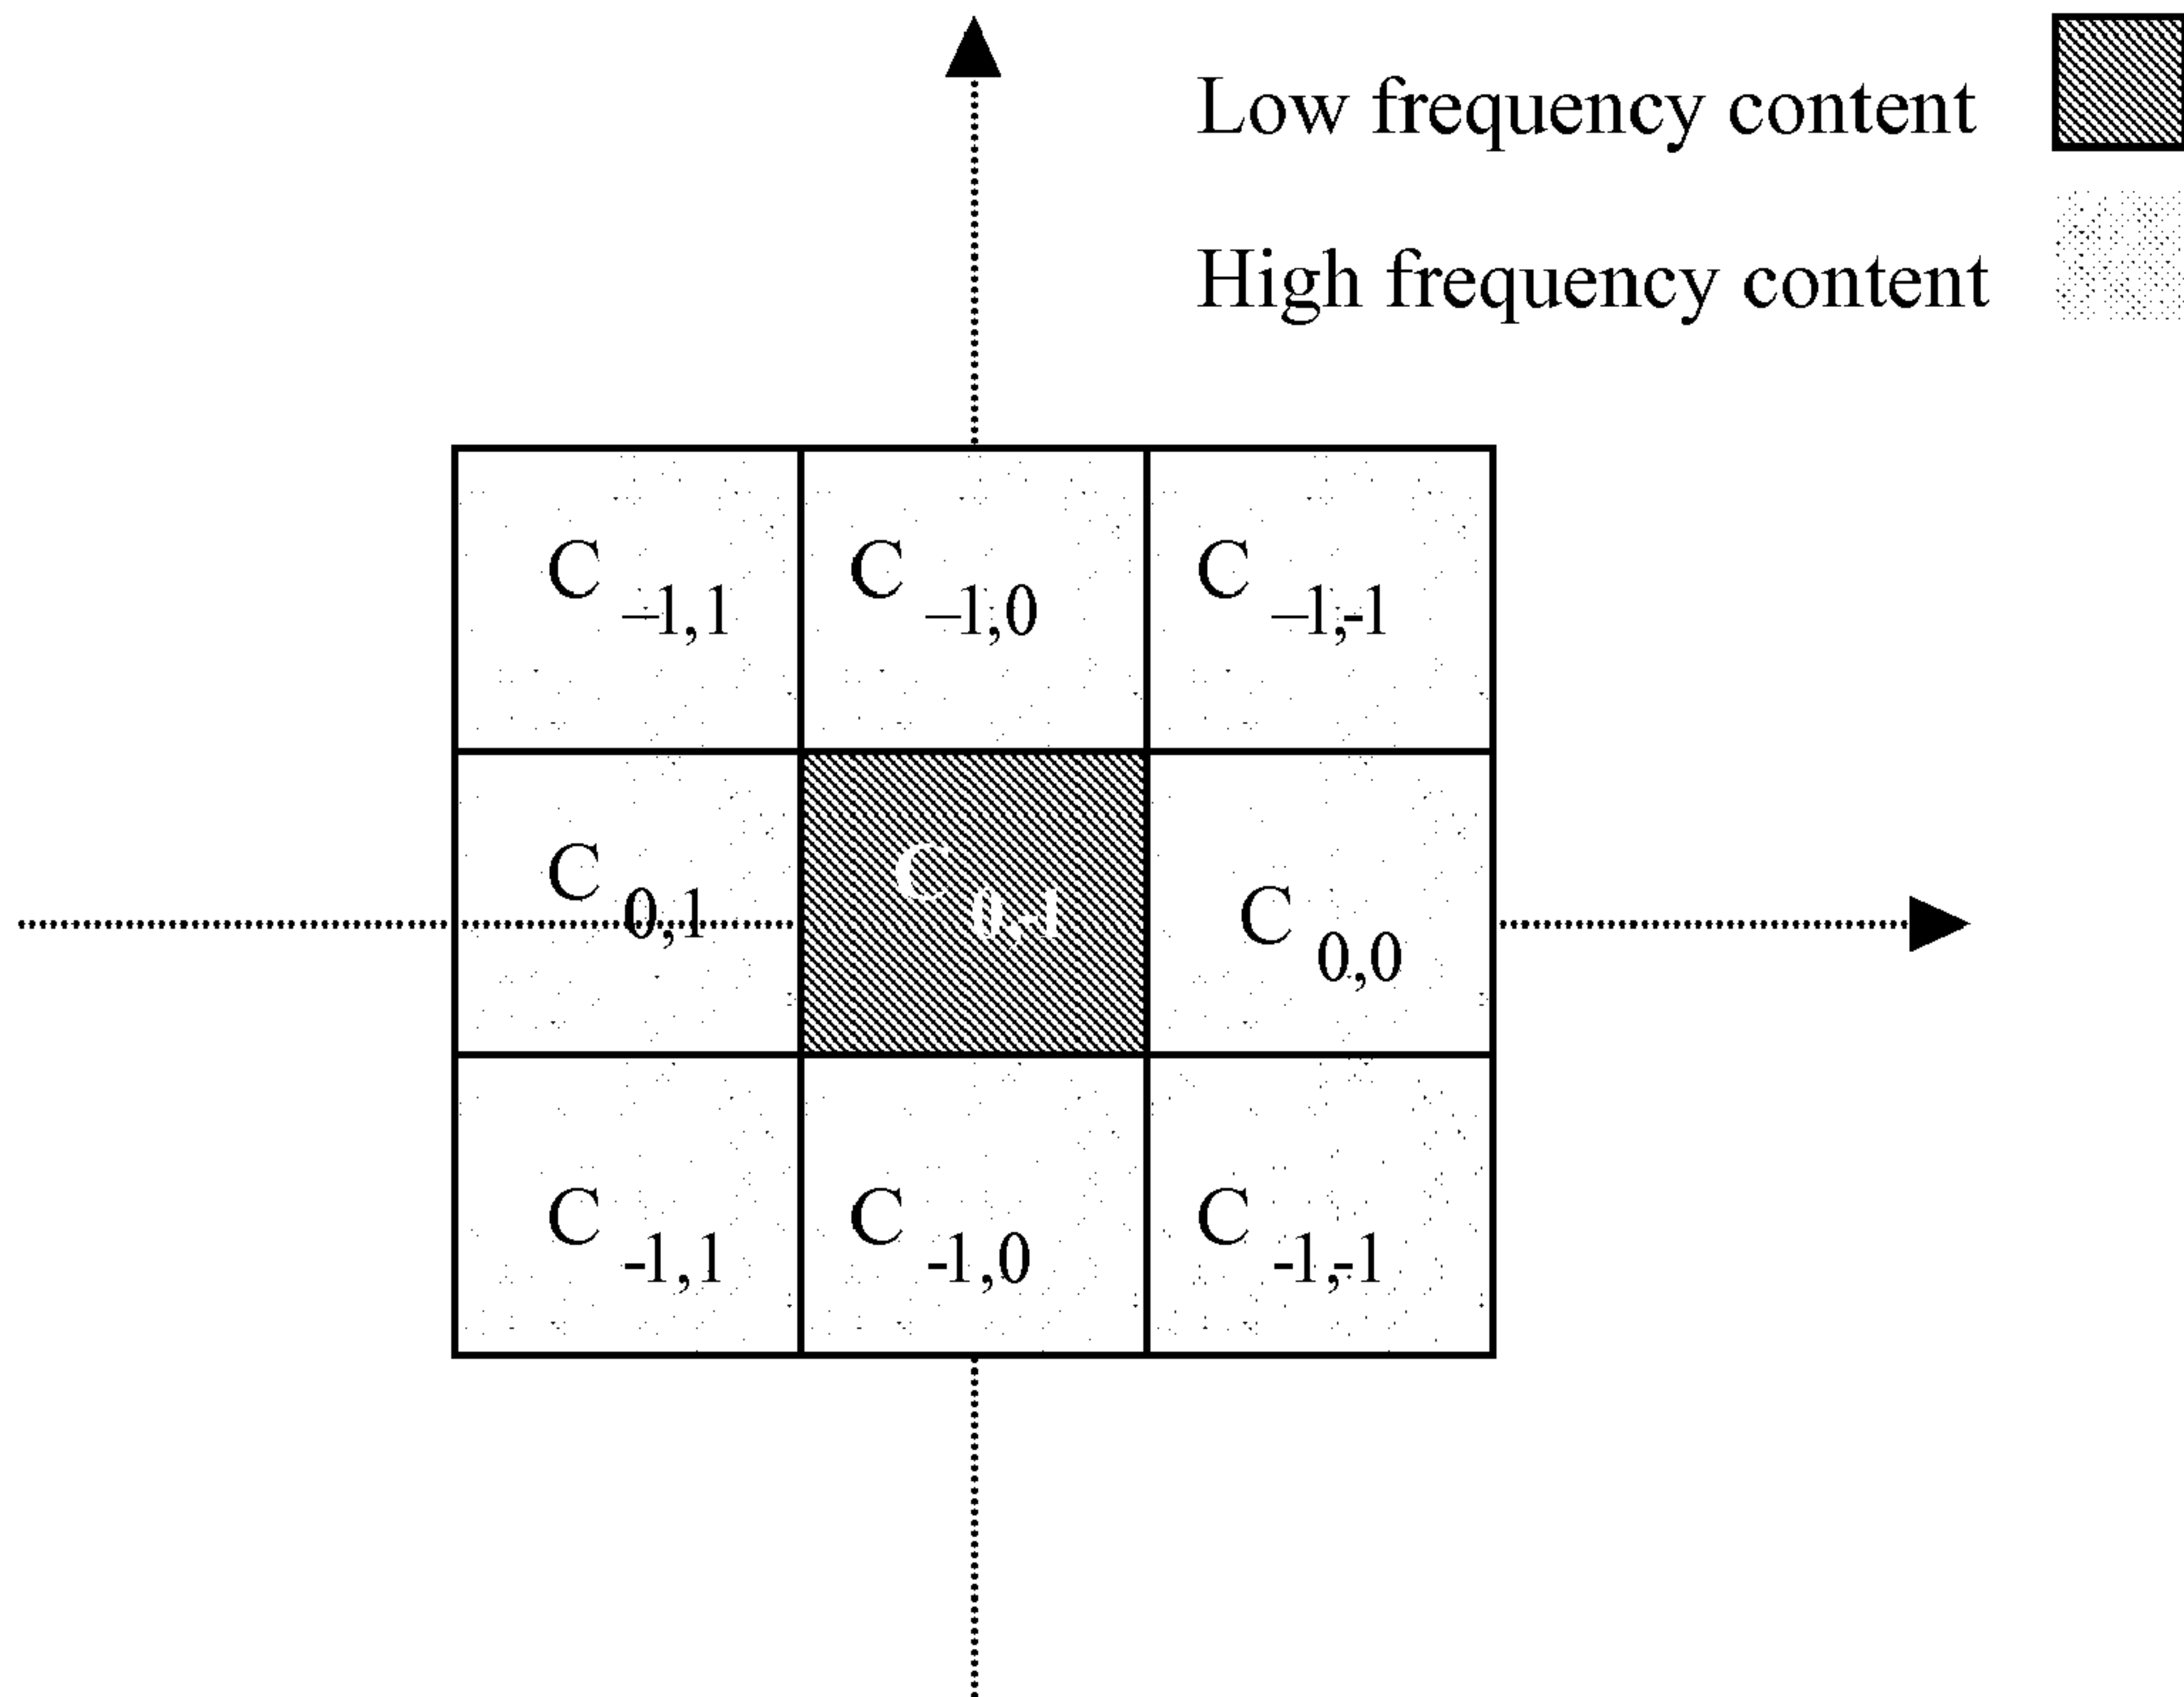 Low frequency content
High frequency content
C –1,1 C –1,0 C –1,-1
C 0,1 C 0,-1 C 0,0
C -1,1 C -1,0 C -1,-1